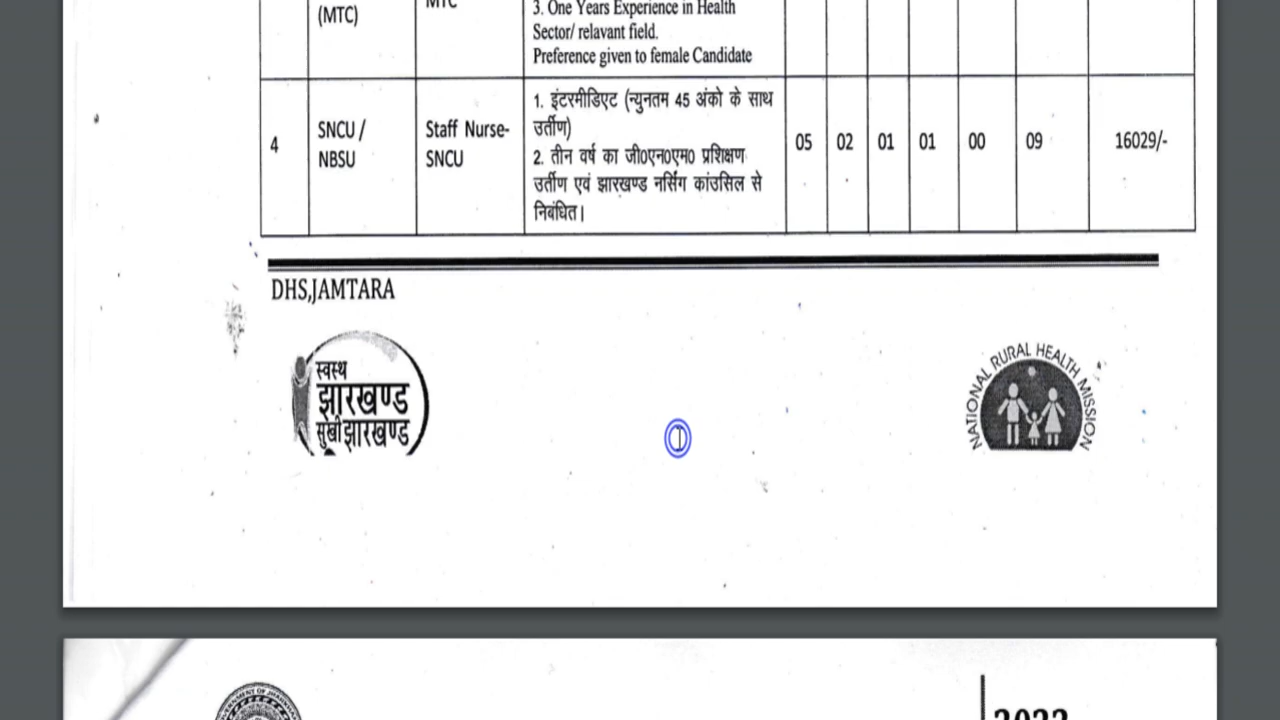 (MTC)
MTC
3. One Years Experience in Health
Sector/ relavant field.
Preference given to female Candidate
4
SNCU /
NBSU
Staff Nurse-
SNCU
1. इंटरमीडिएट (न्युनतम 45 अंको के साथ
उर्तीण)
2. तीन वर्ष का जी0एन0एम0 प्रशिक्षण
उर्तीण एवं झारखण्ड नर्सिंग कांउसिल से
निबंधित।
05
02
01
01
00
09
16029/-
DHS,JAMTARA
स्वस्थ
झारखण्ड
सुखी झारखण्ड
NATIONAL RURAL HEALTH MISSION
2023